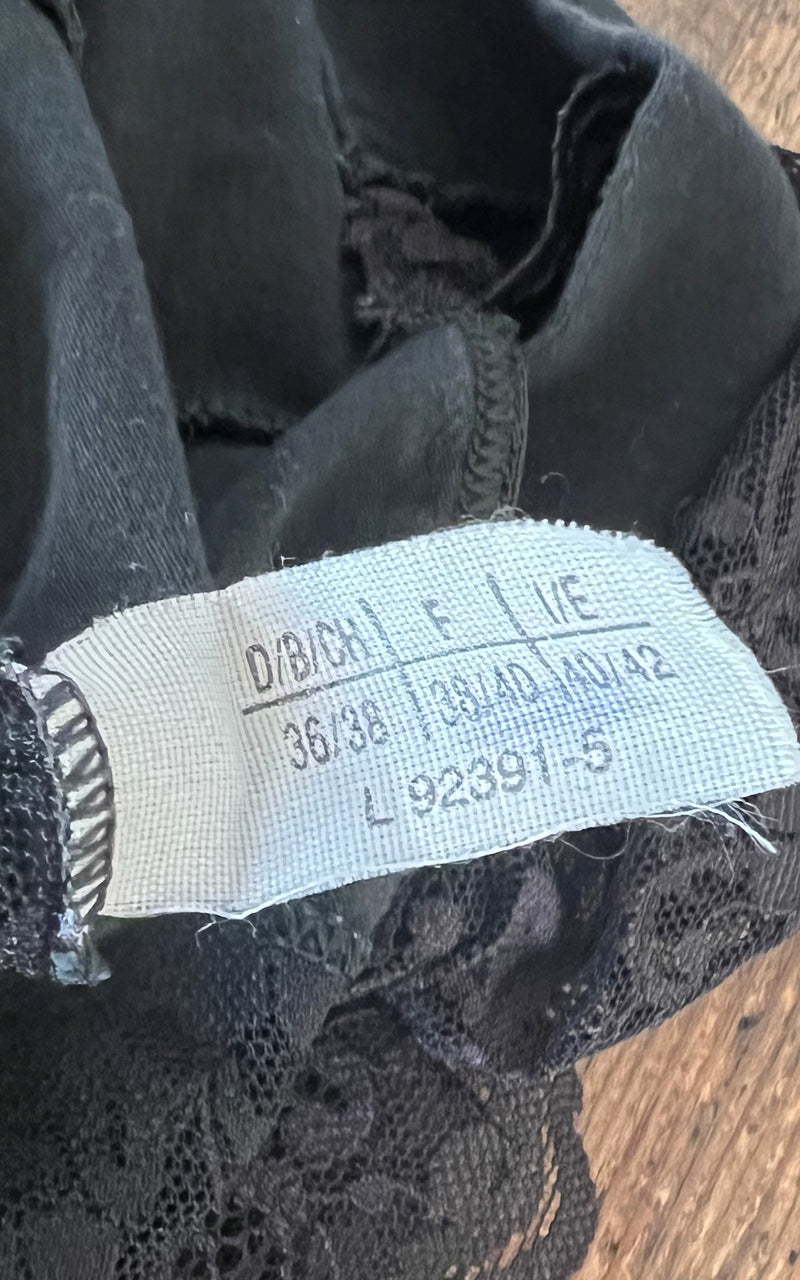 D/B/CH | F | I/E
36/38 | 38/40 | 40/42
L 92391-5